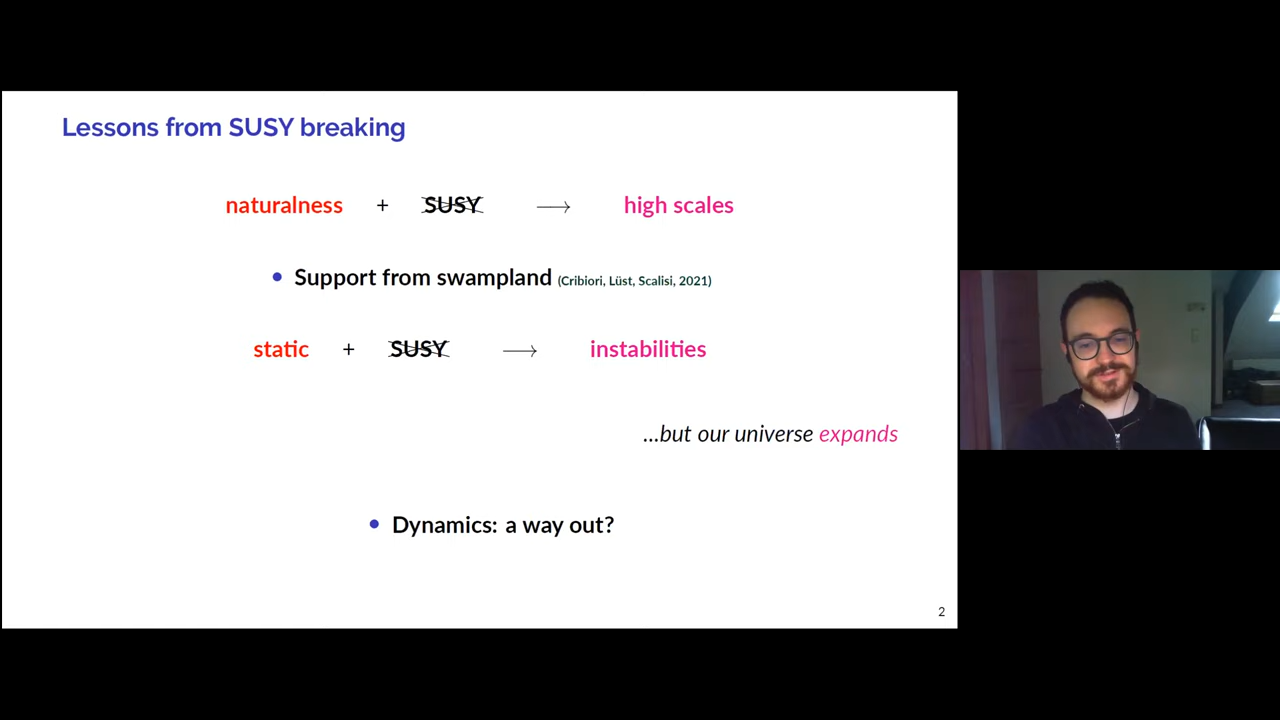 Lessons from SUSY breaking
naturalness + SUSY ⟶ high scales
• Support from swampland (Cribiori, Lüst, Scalisi, 2021)
static + SUSY ⟶ instabilities
...but our universe expands
• Dynamics: a way out?
2